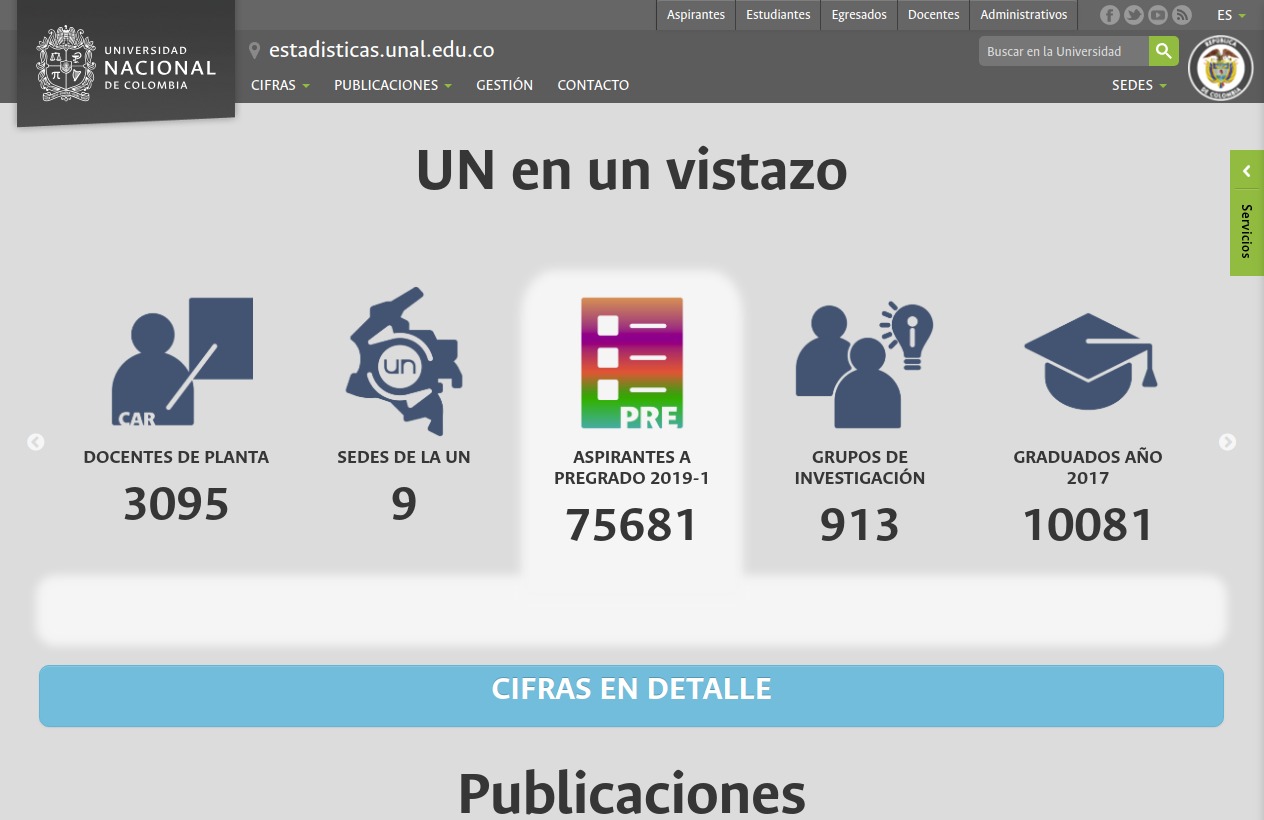 Aspirantes Estudiantes Egresados Docentes Administrativos ES
UNIVERSIDAD
NACIONAL
DE COLOMBIA
estadisticas.unal.edu.co
Buscar en la Universidad
CIFRAS PUBLICACIONES GESTIÓN CONTACTO SEDES
REPÚBLICA
DE COLOMBIA
UN en un vistazo
Servicios
CAR
un
PRE
DOCENTES DE PLANTA
3095
SEDES DE LA UN
9
ASPIRANTES A
PREGRADO 2019-1
75681
GRUPOS DE
INVESTIGACIÓN
913
GRADUADOS AÑO
2017
10081
CIFRAS EN DETALLE
Publicaciones